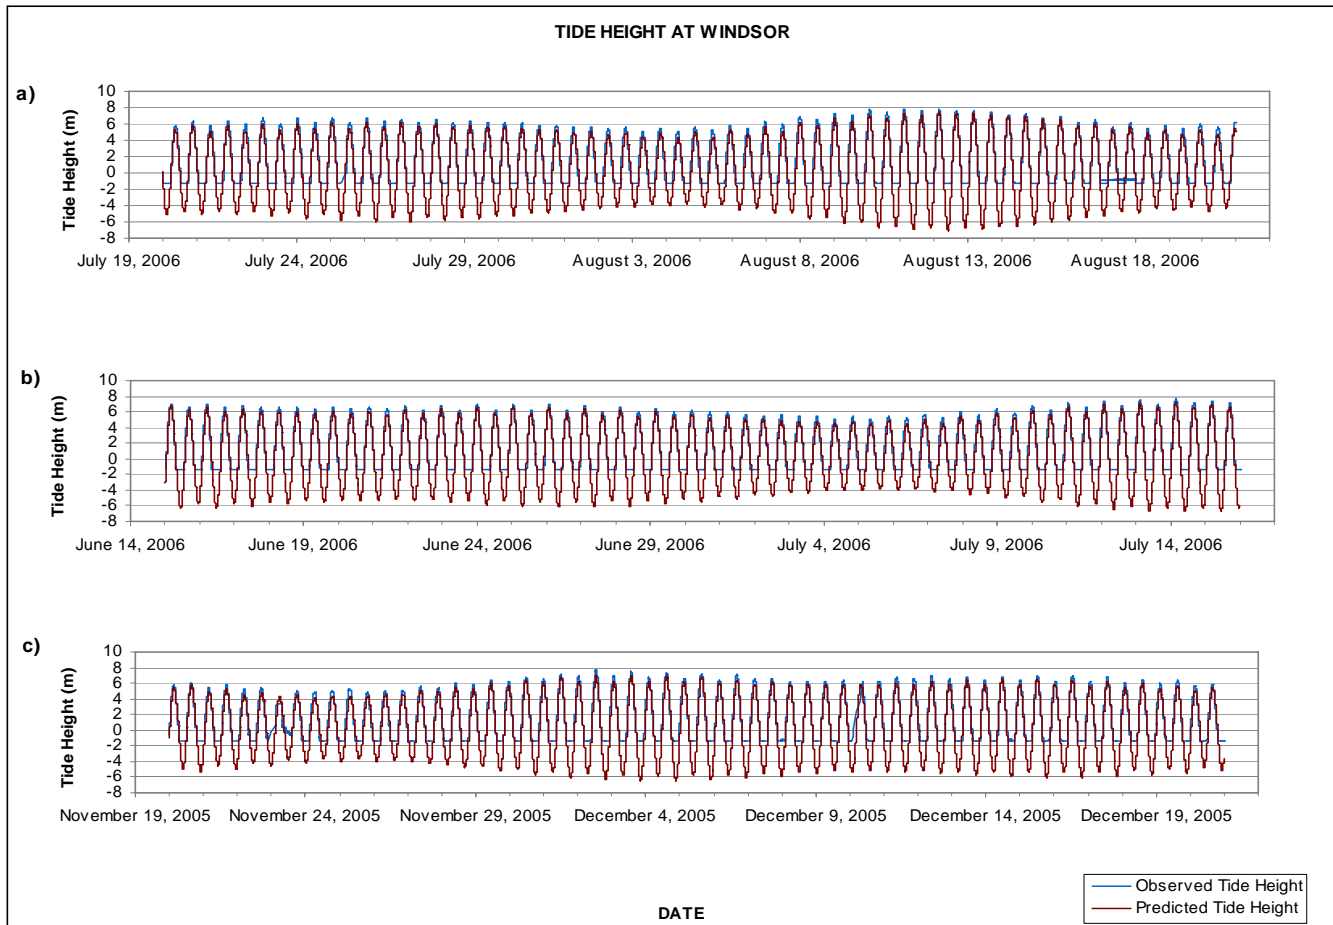 TIDE HEIGHT AT WINDSOR
a)
Tide Height (m)
10
8
6
4
2
0
-2
-4
-6
-8
July 19, 2006 July 24, 2006 July 29, 2006 August 3, 2006 August 8, 2006 August 13, 2006 August 18, 2006
b)
Tide Height (m)
10
8
6
4
2
0
-2
-4
-6
-8
June 14, 2006 June 19, 2006 June 24, 2006 June 29, 2006 July 4, 2006 July 9, 2006 July 14, 2006
c)
Tide Height (m)
10
8
6
4
2
0
-2
-4
-6
-8
November 19, 2005 November 24, 2005 November 29, 2005 December 4, 2005 December 9, 2005 December 14, 2005 December 19, 2005
Observed Tide Height
Predicted Tide Height
DATE